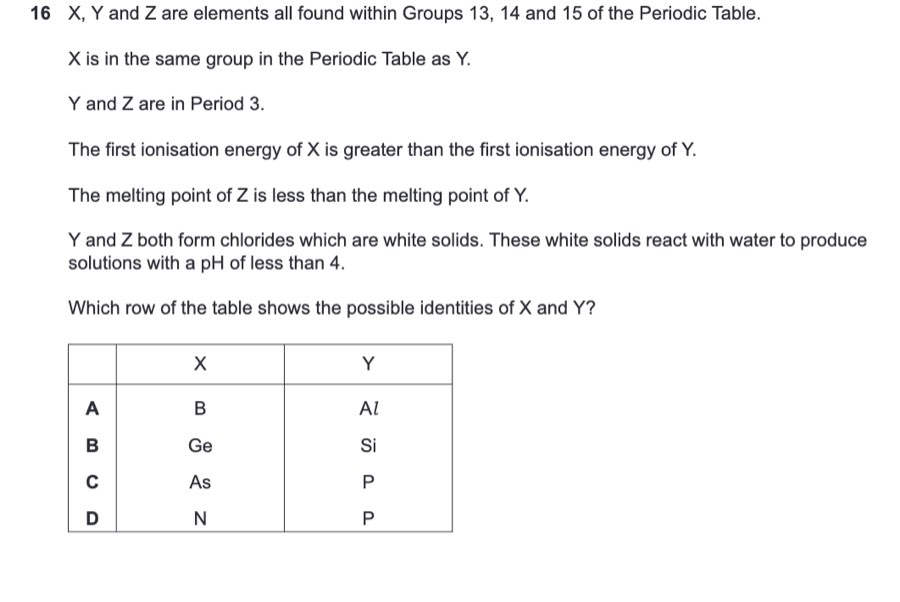 16 X, Y and Z are elements all found within Groups 13, 14 and 15 of the Periodic Table.
X is in the same group in the Periodic Table as Y.
Y and Z are in Period 3.
The first ionisation energy of X is greater than the first ionisation energy of Y.
The melting point of Z is less than the melting point of Y.
Y and Z both form chlorides which are white solids. These white solids react with water to produce
solutions with a pH of less than 4.
Which row of the table shows the possible identities of X and Y?
X Y
A B Al
B Ge Si
C As P
D N P